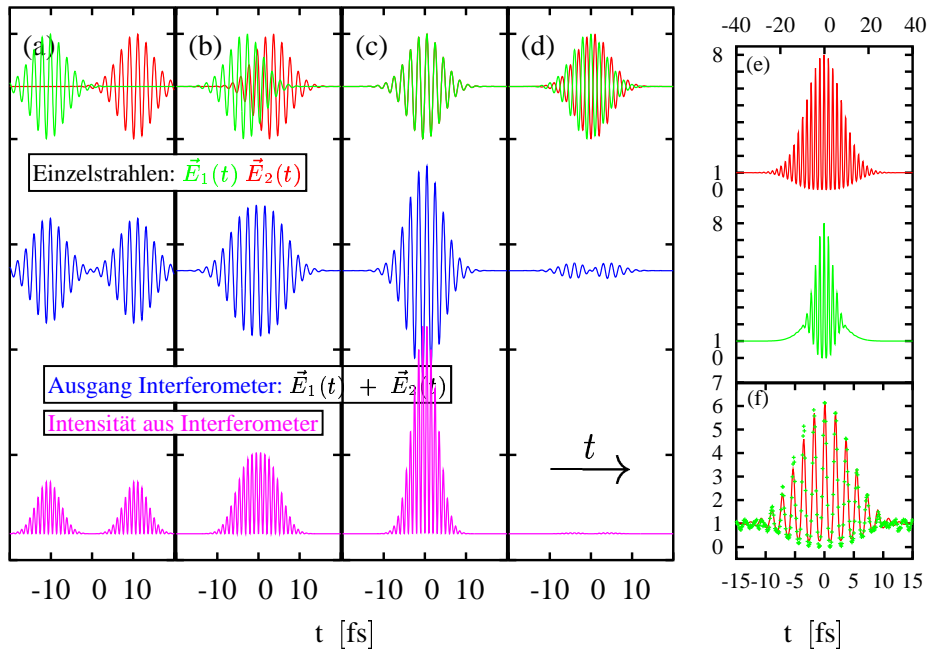 (a) (b) (c) (d)
Einzelstrahlen: E⃗₁(t) E⃗₂(t)
Ausgang Interferometer: E⃗₁(t) + E⃗₂(t)
Intensität aus Interferometer
t
-10 0 10 -10 0 10 -10 0 10 -10 0 10
t [fs]
-40 -20 0 20 40
(e)
8
1
0
8
1
0
(f)
7
6
5
4
3
2
1
0
-15 -10 -5 0 5 10 15
t [fs]